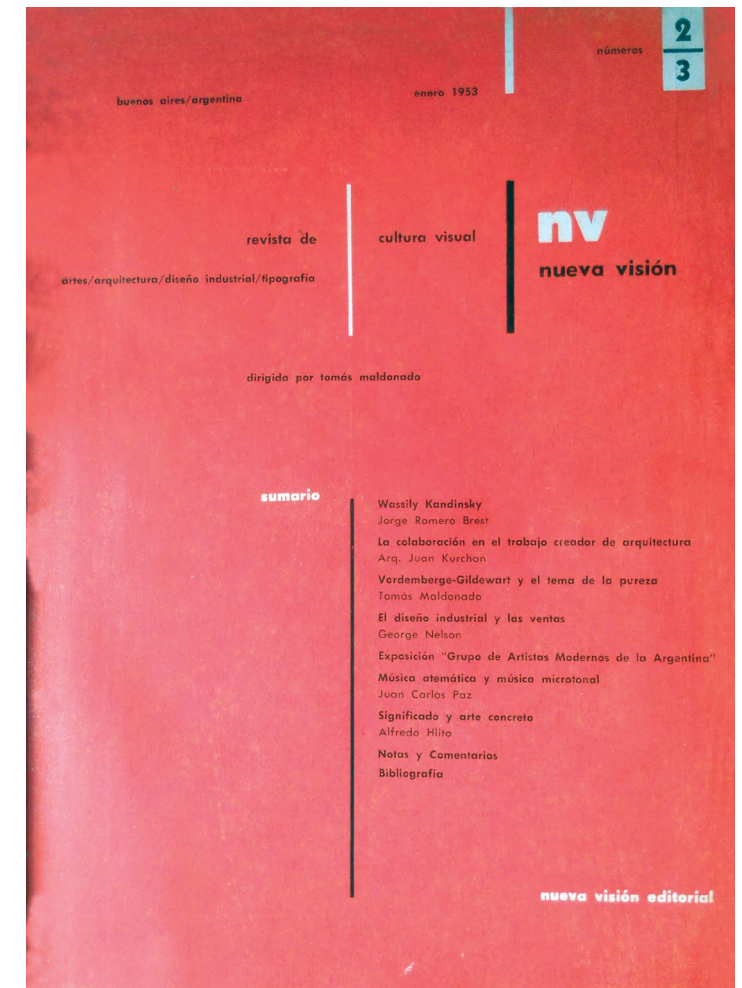 números
2
3
buenos aires/argentina
enero 1953
revista de
cultura visual
nv
nueva visión
artes/arquitectura/diseño industrial/tipografía
dirigida por tomás maldonado
sumario
Wassily Kandinsky
Jorge Romero Brest
La colaboración en el trabajo creador de arquitectura
Arq. Juan Kurchan
Vordemberge-Gildewart y el tema de la pureza
Tomás Maldonado
El diseño industrial y las ventas
George Nelson
Exposición "Grupo de Artistas Modernos de la Argentina"
Música atemática y música microtonal
Juan Carlos Paz
Significado y arte concreto
Alfredo Hlito
Notas y Comentarios
Bibliografía
nueva visión editorial